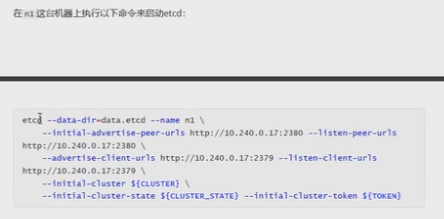 在n1这台机器上执行以下命令来启动etcd:
etcd --data-dir=data.etcd --name n1 \
--initial-advertise-peer-urls http://10.240.0.17:2380 --listen-peer-urls
http://10.240.0.17:2380 \
--advertise-client-urls http://10.240.0.17:2379 --listen-client-urls
http://10.240.0.17:2379 \
--initial-cluster ${CLUSTER} \
--initial-cluster-state ${CLUSTER_STATE} --initial-cluster-token ${TOKEN}